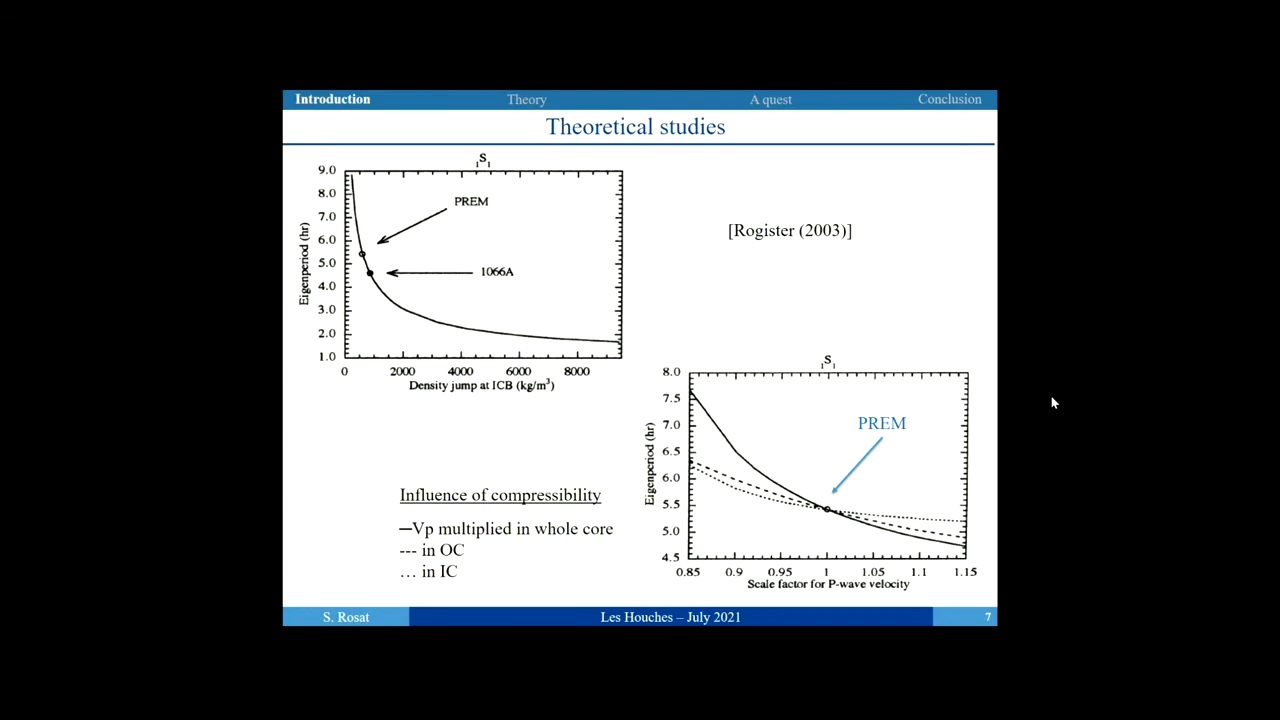 Introduction Theory A quest Conclusion
Theoretical studies
₁S₁
9.0
8.0
7.0
6.0
5.0
4.0
3.0
2.0
1.0
Eigenperiod (hr)
PREM
1066A
0 2000 4000 6000 8000
Density jump at ICB (kg/m³)
[Rogister (2003)]
₁S₁
8.0
7.5
7.0
6.5
6.0
5.5
5.0
4.5
Eigenperiod (hr)
PREM
0.85 0.9 0.95 1 1.05 1.1 1.15
Scale factor for P-wave velocity
Influence of compressibility
—Vp multiplied in whole core
--- in OC
… in IC
S. Rosat Les Houches – July 2021 7